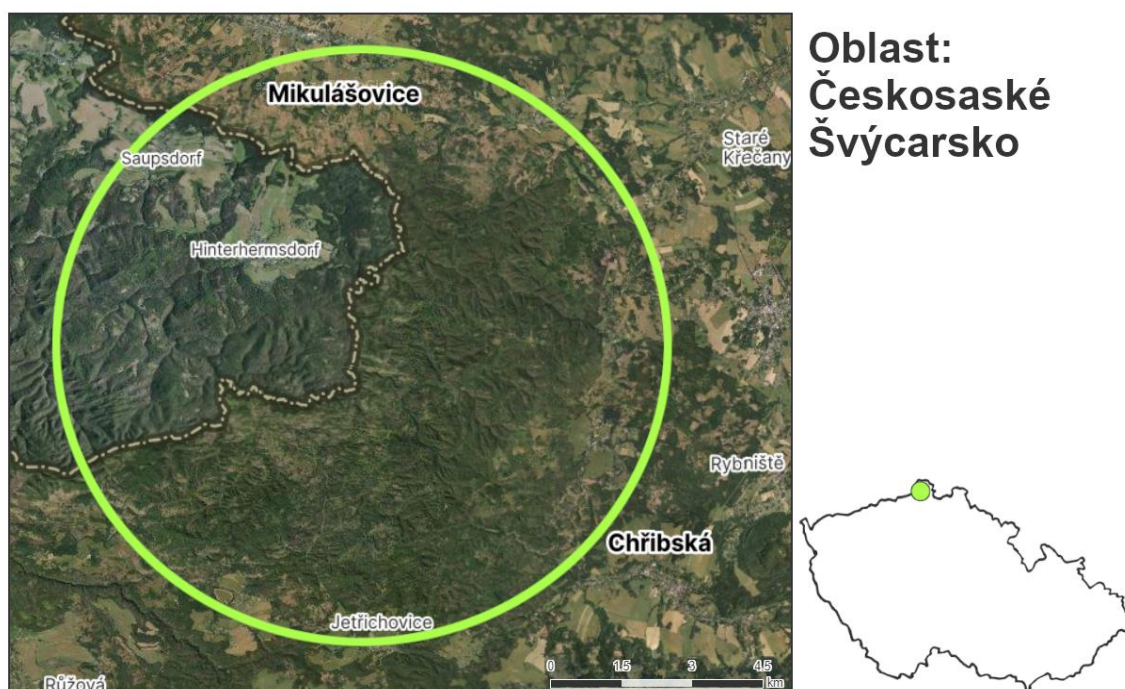 Oblast:
Českosaské
Švýcarsko
Mikulášovice
Staré
Křečany
Saupsdorf
Hinterhermsdorf
Rybniště
Chřibská
Jetřichovice
Růžová
0 1.5 3 4.5
km